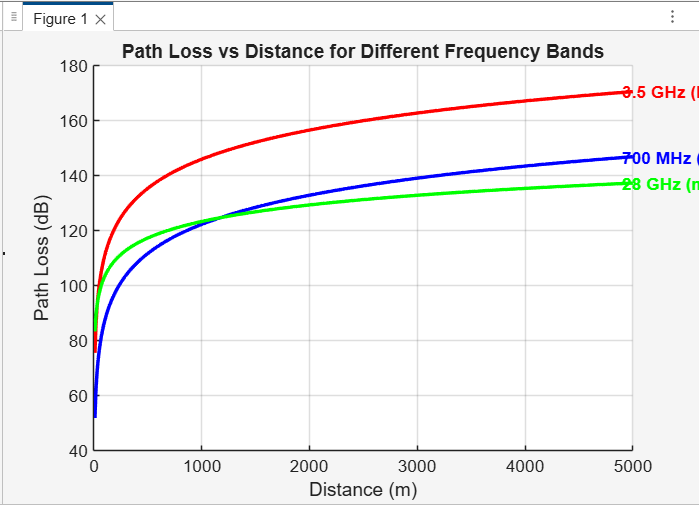 Figure 1
Path Loss vs Distance for Different Frequency Bands
180
160
140
120
100
80
60
40
Path Loss (dB)
3.5 GHz (
700 MHz (
28 GHz (
0
1000
2000
3000
4000
5000
Distance (m)